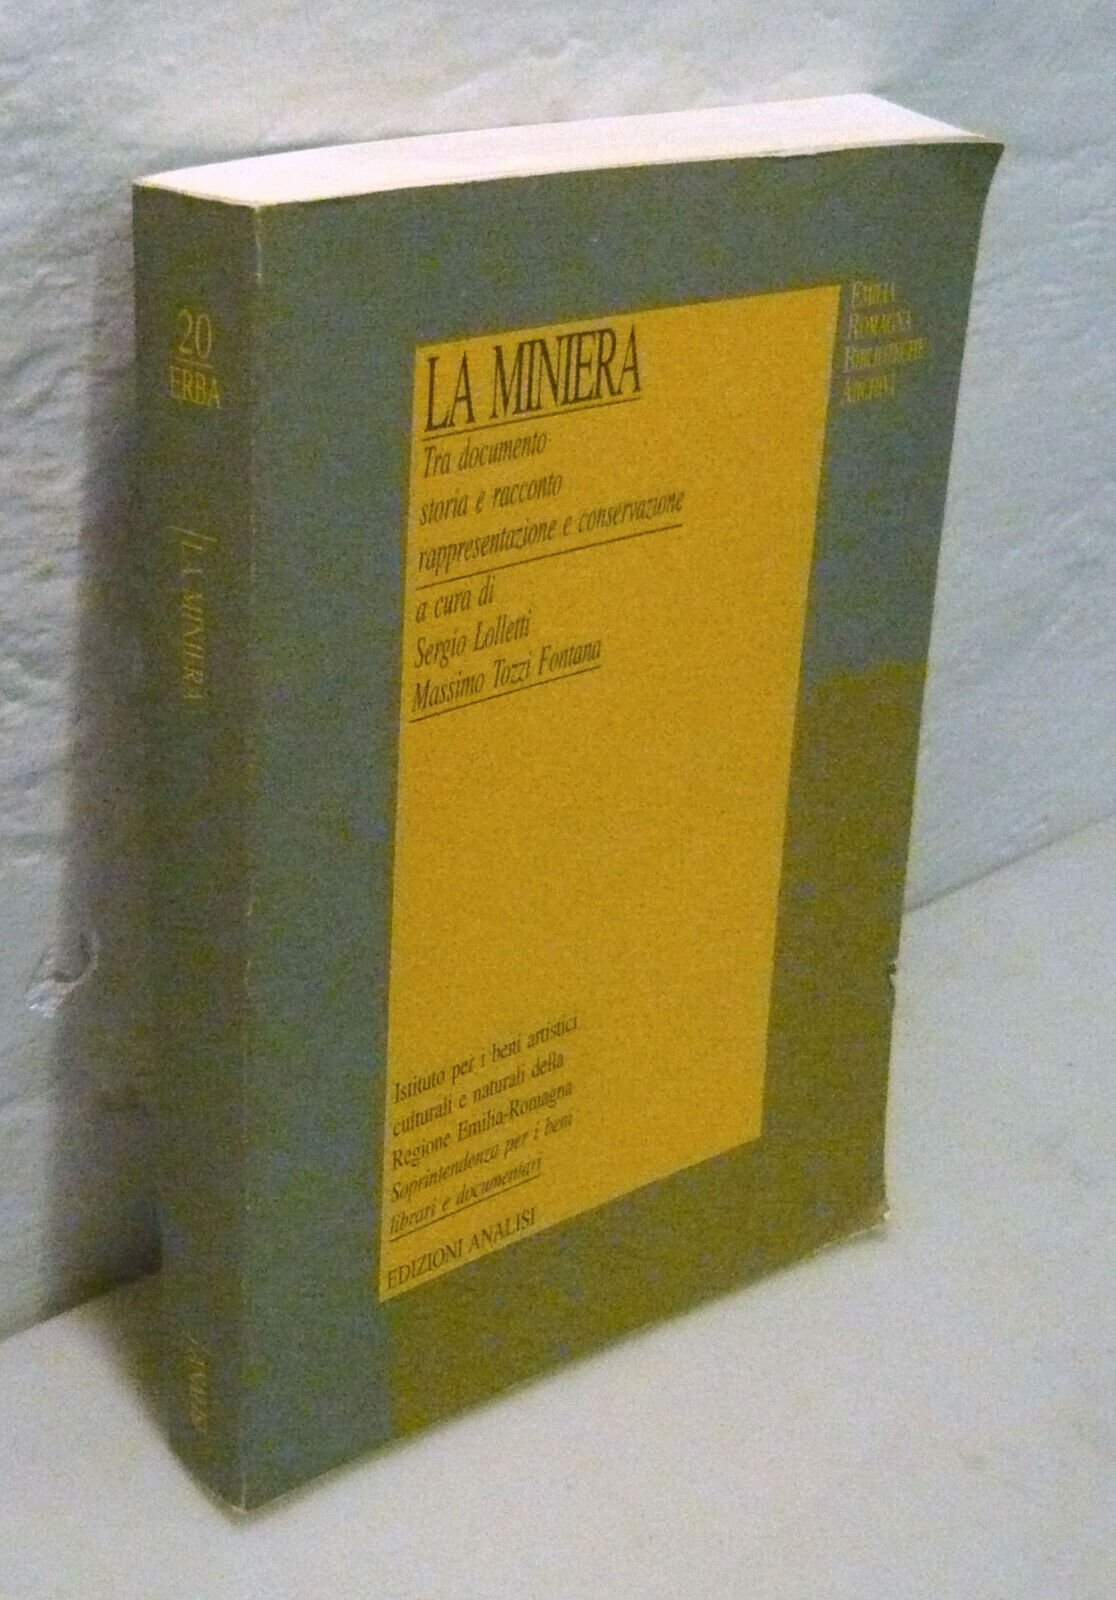 20
ERBA
LA MINIERA
ANALISI
EMILIA
ROMAGNA
BIBLIOTECHE
ARCHIVI
LA MINIERA
Tra documento
storia e racconto
rappresentazione e conservazione
a cura di
Sergio Lolletti
Massimo Tozzi Fontana
Istituto per i beni artistici
culturali e naturali della
Regione Emilia-Romagna
Soprintendenza per i beni
librari e documentari
EDIZIONI ANALISI